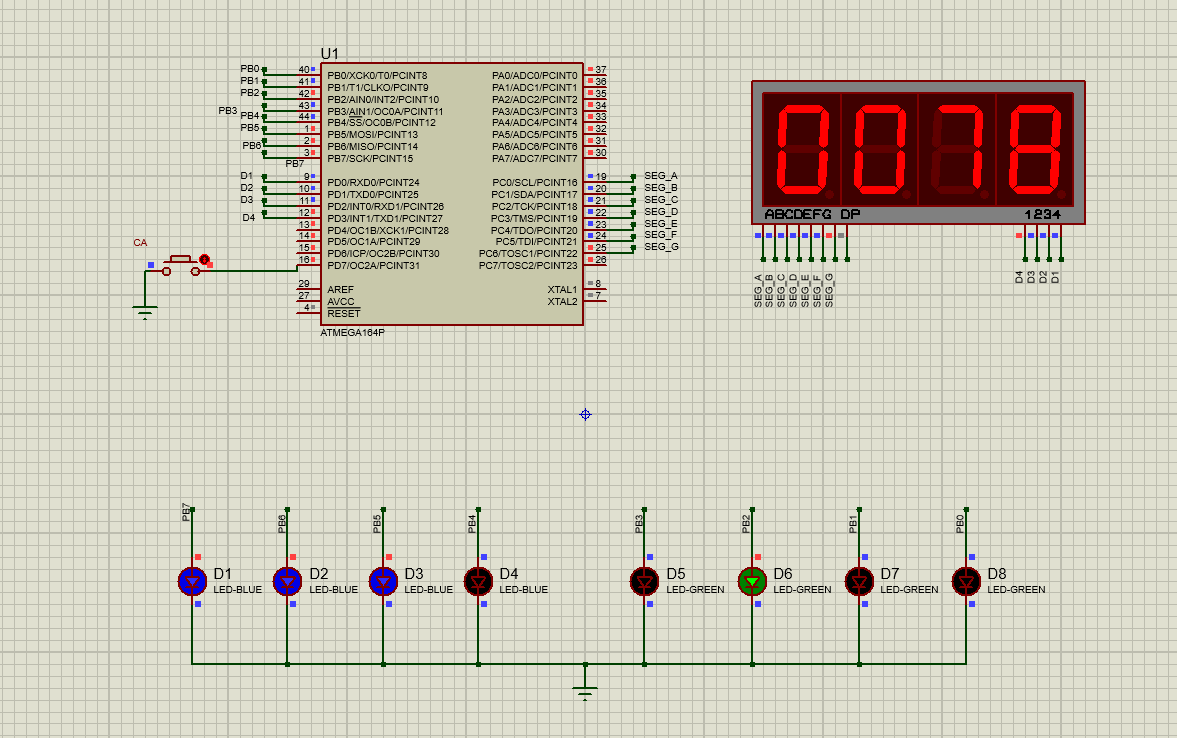 U1
PB0 40 PB0/XCK0/T0/PCINT8 PA0/ADC0/PCINT0 37
PB1 41 PB1/T1/CLKO/PCINT9 PA1/ADC1/PCINT1 36
PB2 42 PB2/AIN0/INT2/PCINT10 PA2/ADC2/PCINT2 35
PB3 43 PB3/AIN1/OC0A/PCINT11 PA3/ADC3/PCINT3 34
PB4 44 PB4/SS/OC0B/PCINT12 PA4/ADC4/PCINT4 33
PB5 1 PB5/MOSI/PCINT13 PA5/ADC5/PCINT5 32
PB6 2 PB6/MISO/PCINT14 PA6/ADC6/PCINT6 31
PB7 3 PB7/SCK/PCINT15 PA7/ADC7/PCINT7 30
D1 9 PD0/RXD0/PCINT24 PC0/SCL/PCINT16 19 SEG_A
D2 10 PD1/TXD0/PCINT25 PC1/SDA/PCINT17 20 SEG_B
D3 11 PD2/INT0/RXD1/PCINT26 PC2/TCK/PCINT18 21 SEG_C
D4 12 PD3/INT1/TXD1/PCINT27 PC3/TMS/PCINT19 22 SEG_D
13 PD4/OC1B/XCK1/PCINT28 PC4/TDO/PCINT20 23 SEG_E
14 PD5/OC1A/PCINT29 PC5/TDI/PCINT21 24 SEG_F
15 PD6/ICP/OC2B/PCINT30 PC6/TOSC1/PCINT22 25 SEG_G
16 PD7/OC2A/PCINT31 PC7/TOSC2/PCINT23 26
29 AREF XTAL1 8
27 AVCC XTAL2 7
4 RESET
ATMEGA164P
CA
0078
ABCDEFG DP 1234
SEG_A SEG_B SEG_C SEG_D SEG_E SEG_F SEG_G D4 D3 D2 D1
PB7 PB6 PB5 PB4 PB3 PB2 PB1 PB0
D1 D2 D3 D4 D5 D6 D7 D8
LED-BLUE LED-BLUE LED-BLUE LED-BLUE LED-GREEN LED-GREEN LED-GREEN LED-GREEN